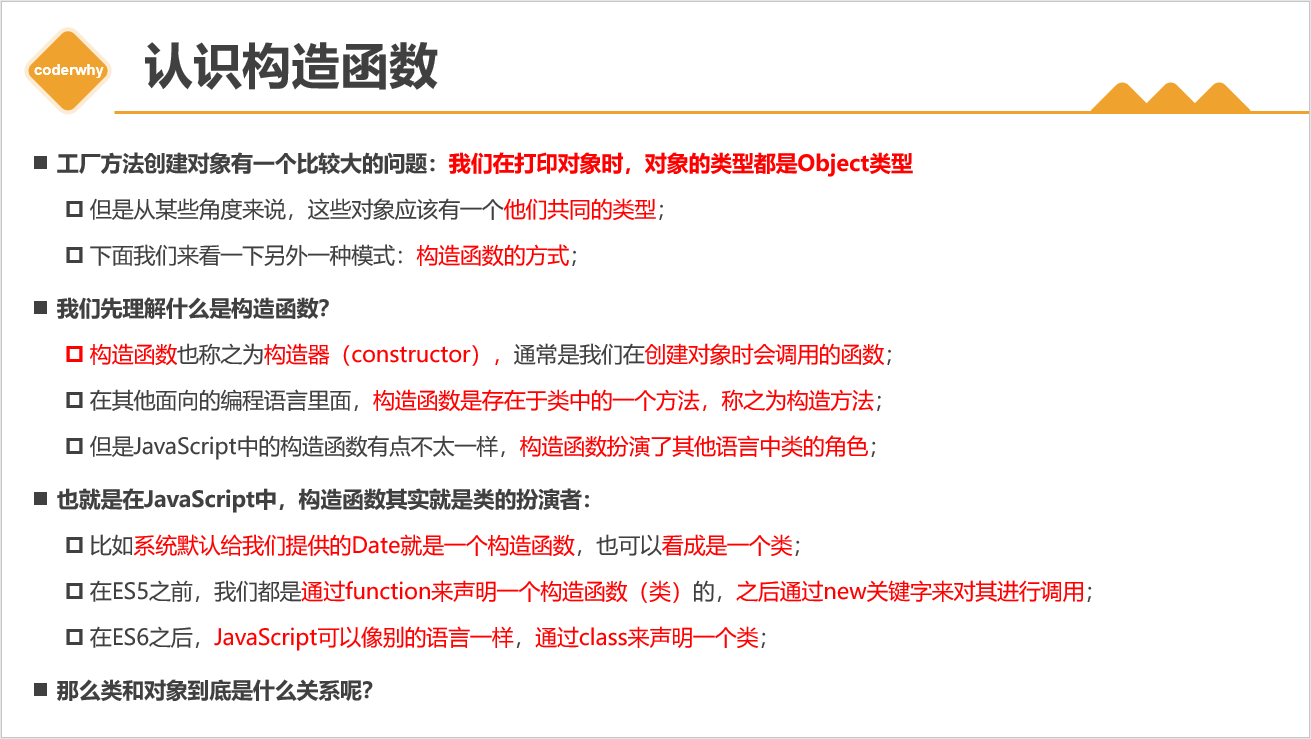 coderwhy
认识构造函数
工厂方法创建对象有一个比较大的问题：我们在打印对象时，对象的类型都是Object类型
但是从某些角度来说，这些对象应该有一个他们共同的类型；
下面我们来看一下另外一种模式：构造函数的方式；
我们先理解什么是构造函数？
构造函数也称之为构造器（constructor），通常是我们在创建对象时会调用的函数；
在其他面向的编程语言里面，构造函数是存在于类中的一个方法，称之为构造方法；
但是JavaScript中的构造函数有点不太一样，构造函数扮演了其他语言中类的角色；
也就是在JavaScript中，构造函数其实就是类的扮演者：
比如系统默认给我们提供的Date就是一个构造函数，也可以看成是一个类；
在ES5之前，我们都是通过function来声明一个构造函数（类）的，之后通过new关键字来对其进行调用；
在ES6之后，JavaScript可以像别的语言一样，通过class来声明一个类；
那么类和对象到底是什么关系呢？